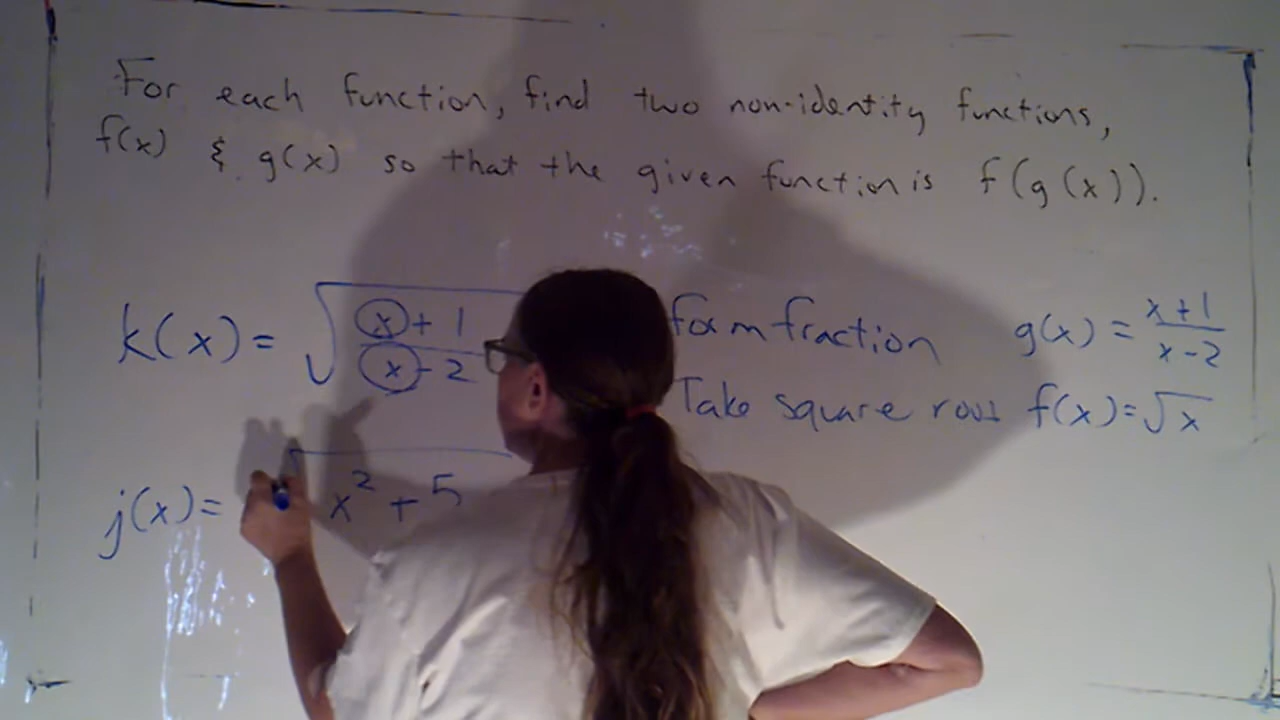 For each function, find two non-identity functions,
f(x) & g(x) so that the given function is f(g(x)).
k(x) = √((x+1)/(x-2)) form fraction g(x) = (x+1)/(x-2)
Take square root f(x)=√x
j(x)= √(x²+5